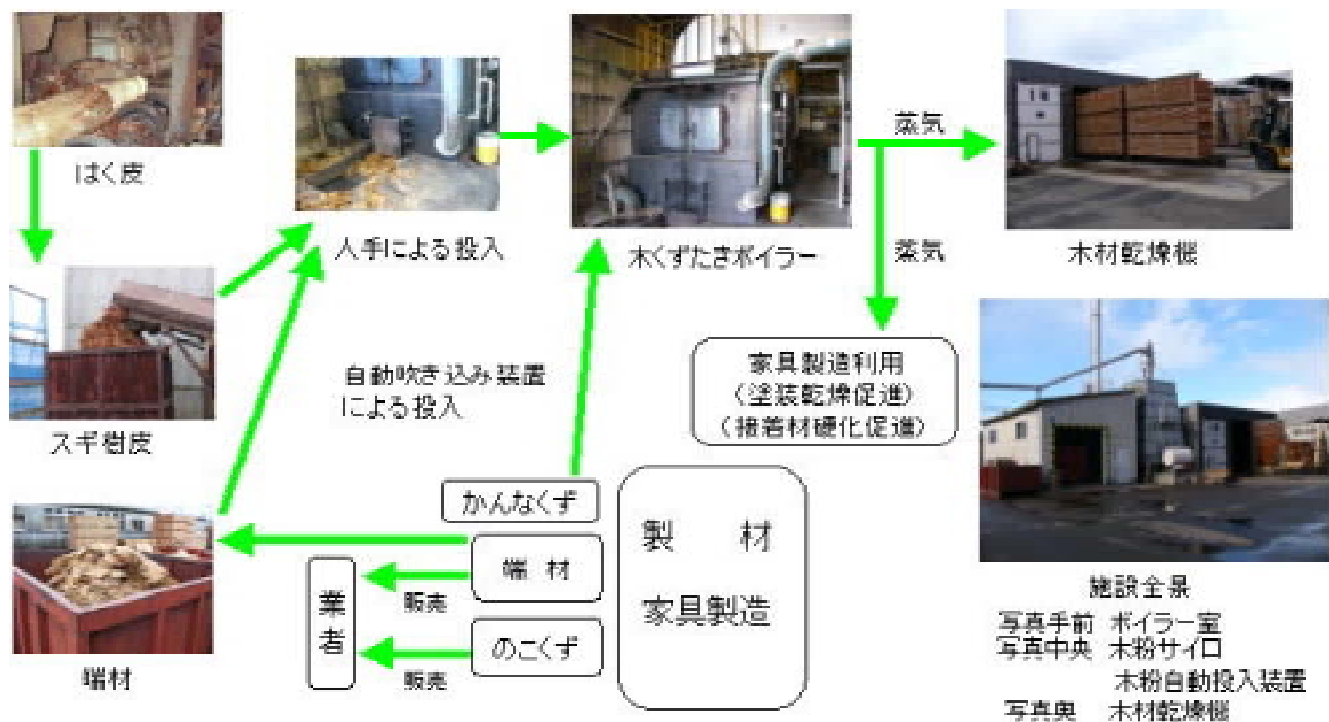 はく皮
スギ樹皮
端材
人手による投入
自動吹き込み装置
による投入
木くずたきボイラー
蒸気
蒸気
木材乾燥機
家具製造利用
(塗装乾燥促進)
(接着材硬化促進)
かんなくず
端 材
のこくず
販売
販売
業者
製 材
家具製造
施設全景
写真手前 ボイラー室
写真中央 木粉サイロ
木粉自動投入装置
写真奥 木材乾燥機